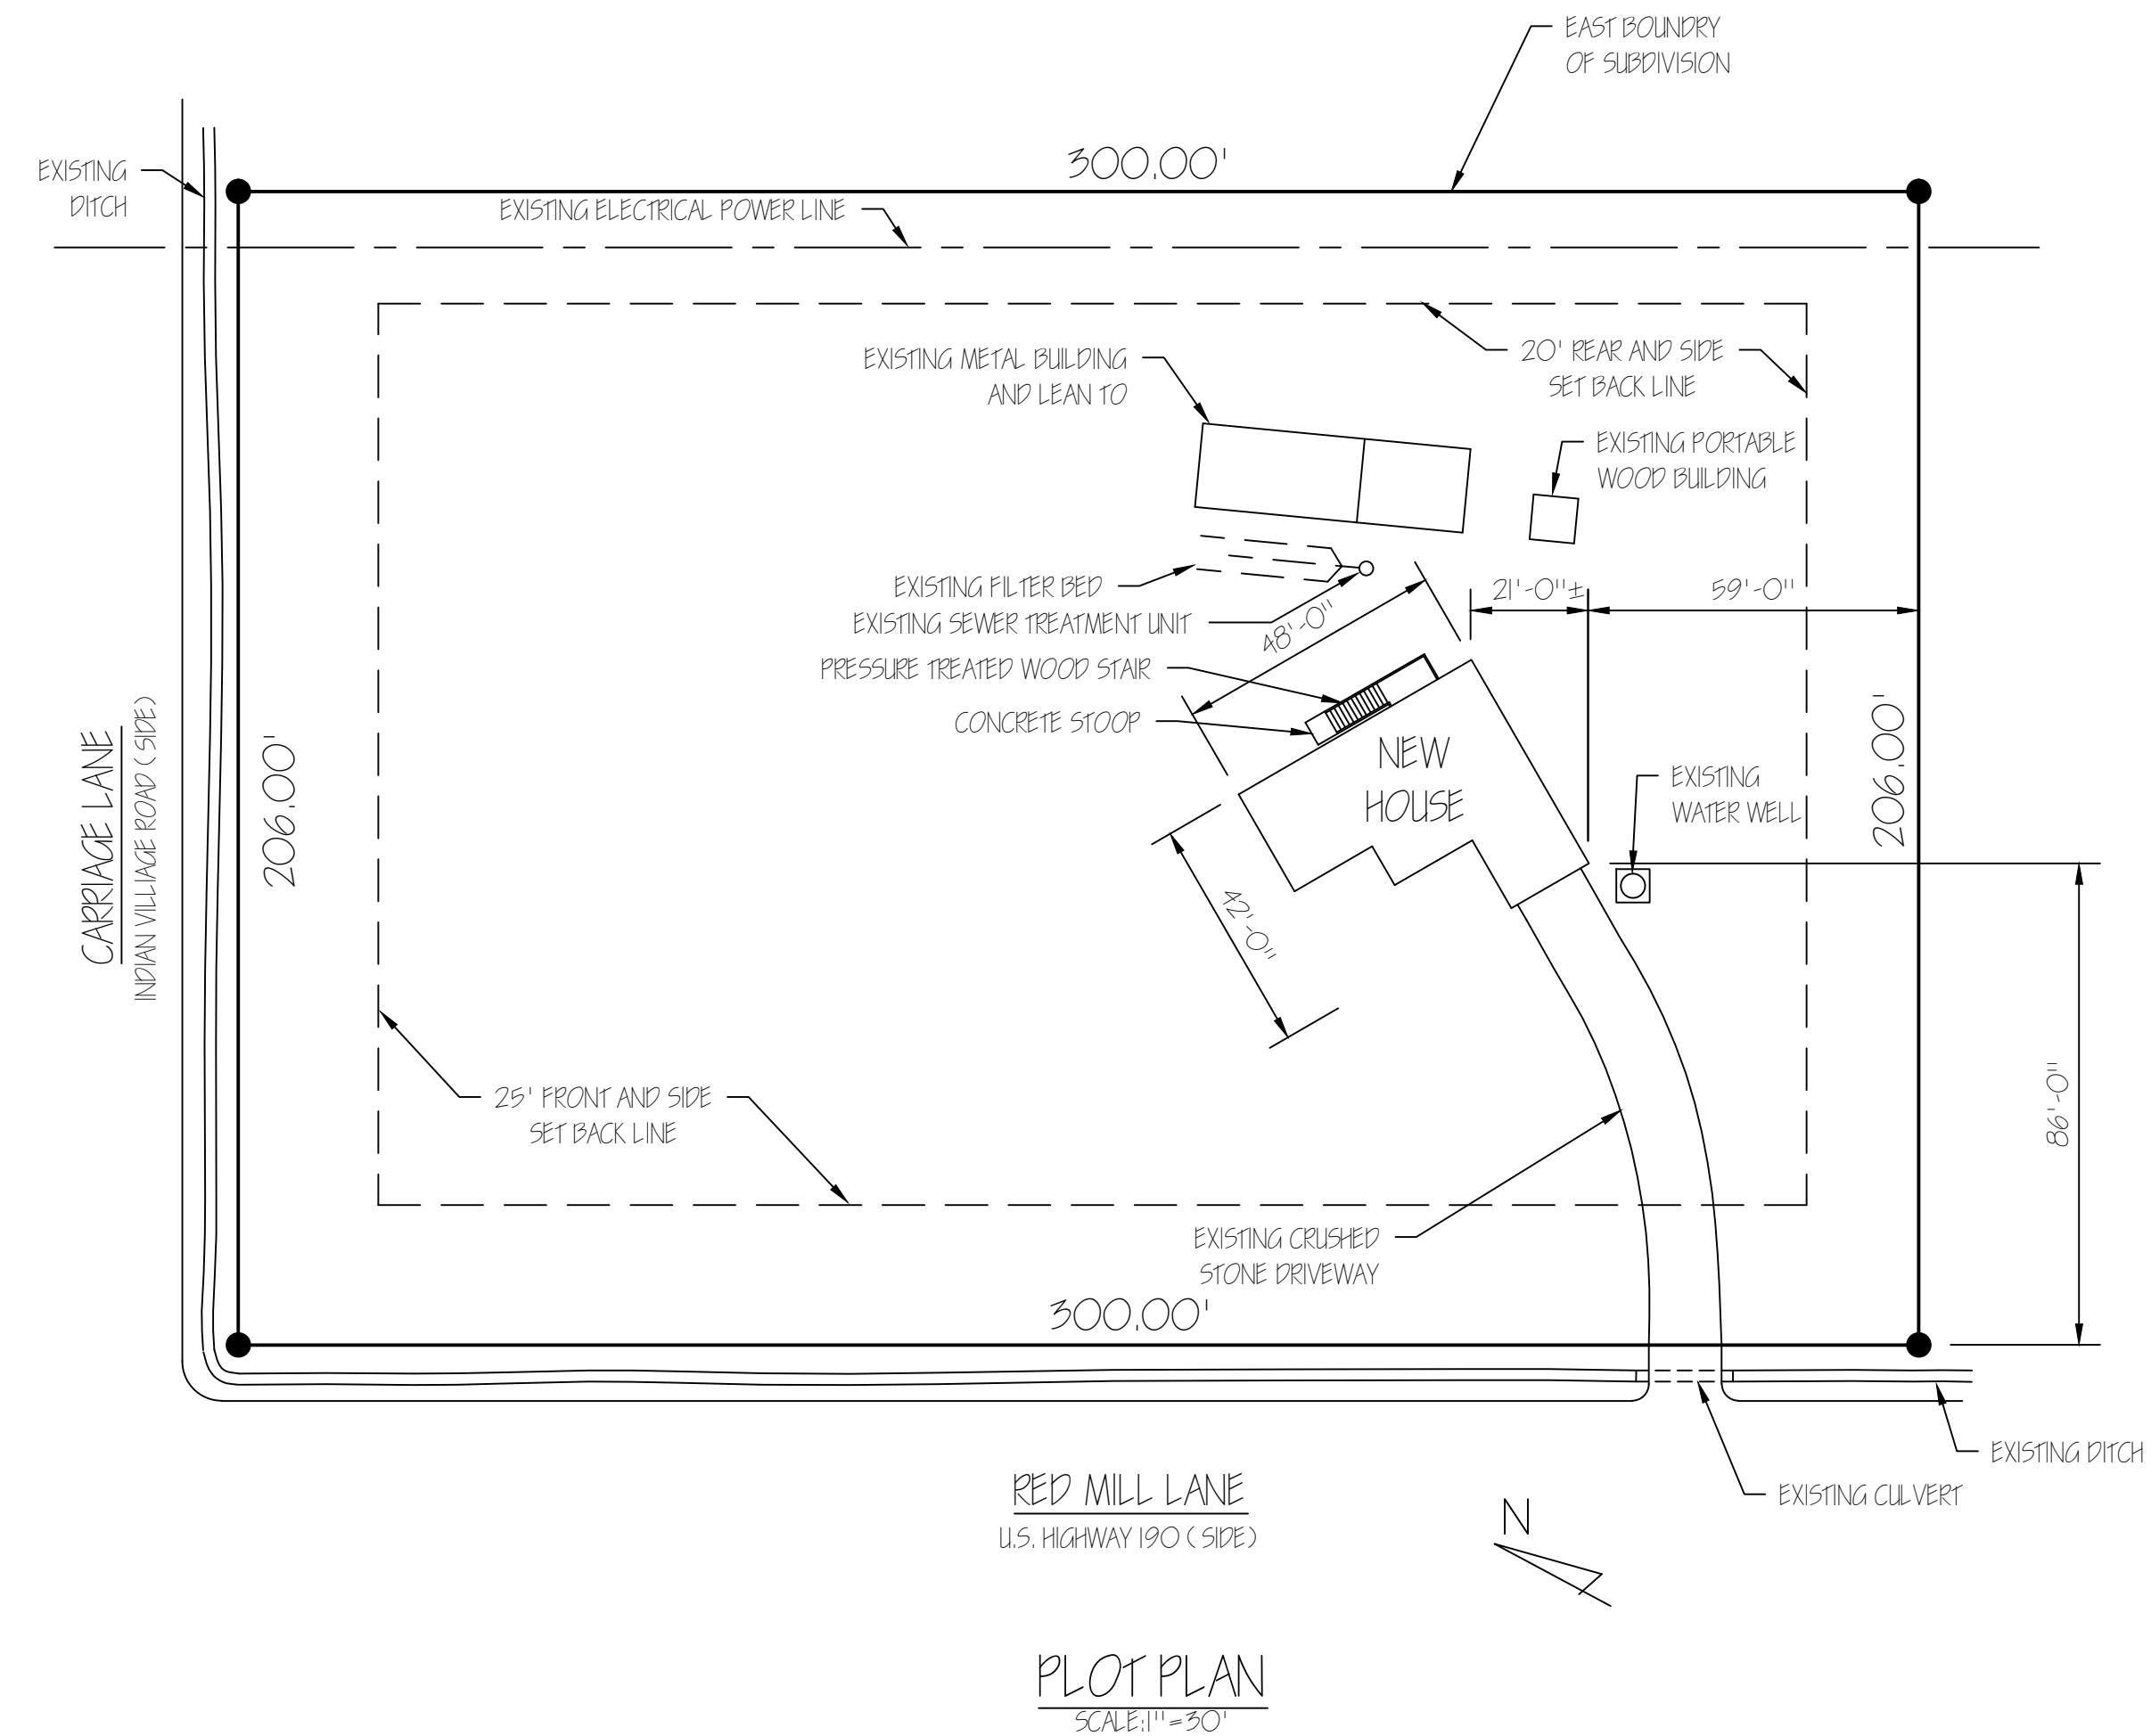 EAST BOUNDRY
OF SUBDIVISION
300.00'
EXISTING
DITCH
EXISTING ELECTRICAL POWER LINE
20' REAR AND SIDE
SET BACK LINE
EXISTING METAL BUILDING
AND LEAN TO
EXISTING PORTABLE
WOOD BUILDING
EXISTING FILTER BED
EXISTING SEWER TREATMENT UNIT
48'-0"
21'-0"±
59'-0"
PRESSURE TREATED WOOD STAIR
CONCRETE STOOP
NEW
HOUSE
EXISTING
WATER WELL
206.00'
206.00'
CARRIAGE LANE
INDIAN VILLIAGE ROAD (SIDE)
42'-0"
86'-0"
25' FRONT AND SIDE
SET BACK LINE
EXISTING CRUSHED
STONE DRIVEWAY
300.00'
EXISTING DITCH
EXISTING CULVERT
RED MILL LANE
U.S. HIGHWAY 190 (SIDE)
N
PLOT PLAN
SCALE:1"=30'